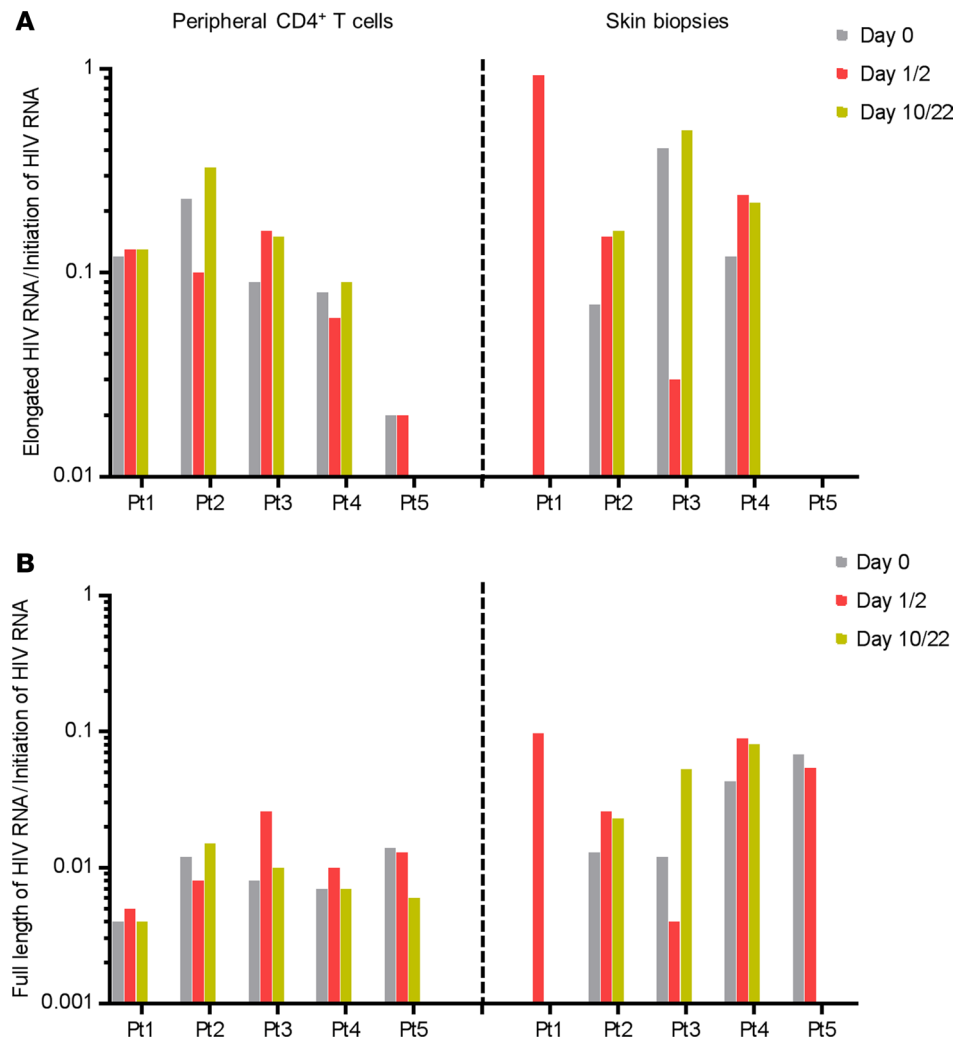 A
Peripheral CD4⁺ T cells
Skin biopsies
Day 0
Day 1/2
Day 10/22
Elongated HIV RNA/Initiation of HIV RNA
1
0.1
0.01
Pt1 Pt2 Pt3 Pt4 Pt5 Pt1 Pt2 Pt3 Pt4 Pt5
B
Day 0
Day 1/2
Day 10/22
Full length of HIV RNA/Initiation of HIV RNA
1
0.1
0.01
0.001
Pt1 Pt2 Pt3 Pt4 Pt5 Pt1 Pt2 Pt3 Pt4 Pt5